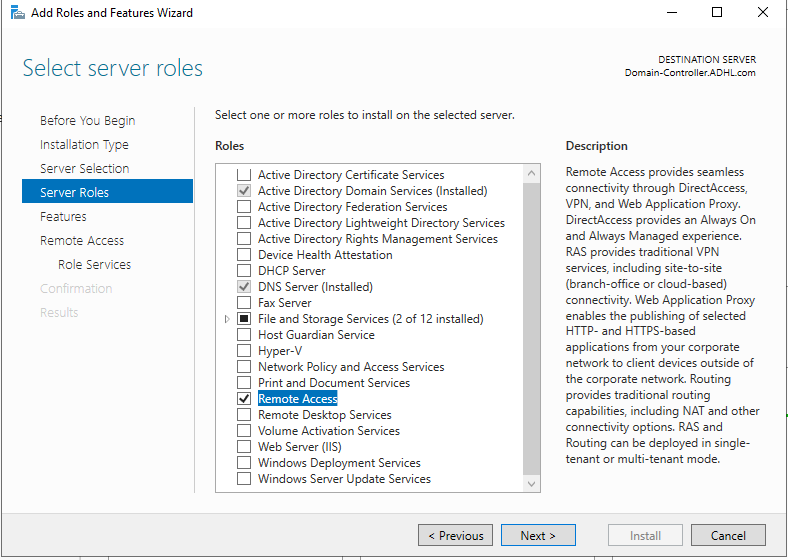 Add Roles and Features Wizard
Select server roles
DESTINATION SERVER
Domain-Controller.ADHL.com
Before You Begin
Installation Type
Server Selection
Server Roles
Features
Remote Access
Role Services
Confirmation
Results
Select one or more roles to install on the selected server.
Roles
Active Directory Certificate Services
Active Directory Domain Services (Installed)
Active Directory Federation Services
Active Directory Lightweight Directory Services
Active Directory Rights Management Services
Device Health Attestation
DHCP Server
DNS Server (Installed)
Fax Server
File and Storage Services (2 of 12 installed)
Host Guardian Service
Hyper-V
Network Policy and Access Services
Print and Document Services
Remote Access
Remote Desktop Services
Volume Activation Services
Web Server (IIS)
Windows Deployment Services
Windows Server Update Services
Description
Remote Access provides seamless
connectivity through DirectAccess,
VPN, and Web Application Proxy.
DirectAccess provides an Always On
and Always Managed experience.
RAS provides traditional VPN
services, including site-to-site
(branch-office or cloud-based)
connectivity. Web Application Proxy
enables the publishing of selected
HTTP- and HTTPS-based
applications from your corporate
network to client devices outside of
the corporate network. Routing
provides traditional routing
capabilities, including NAT and other
connectivity options. RAS and
Routing can be deployed in single-
tenant or multi-tenant mode.
< Previous
Next >
Install
Cancel